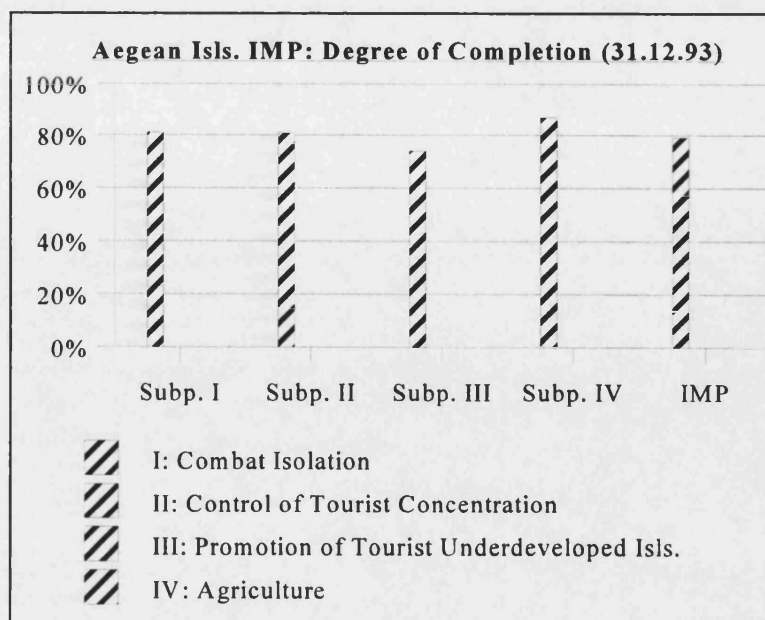 Aegean Isls. IMP: Degree of Completion (31.12.93)
100%
80%
60%
40%
20%
0%
Subp. I Subp. II Subp. III Subp. IV IMP
I: Combat Isolation
II: Control of Tourist Concentration
III: Promotion of Tourist Underdeveloped Isls.
IV: Agriculture